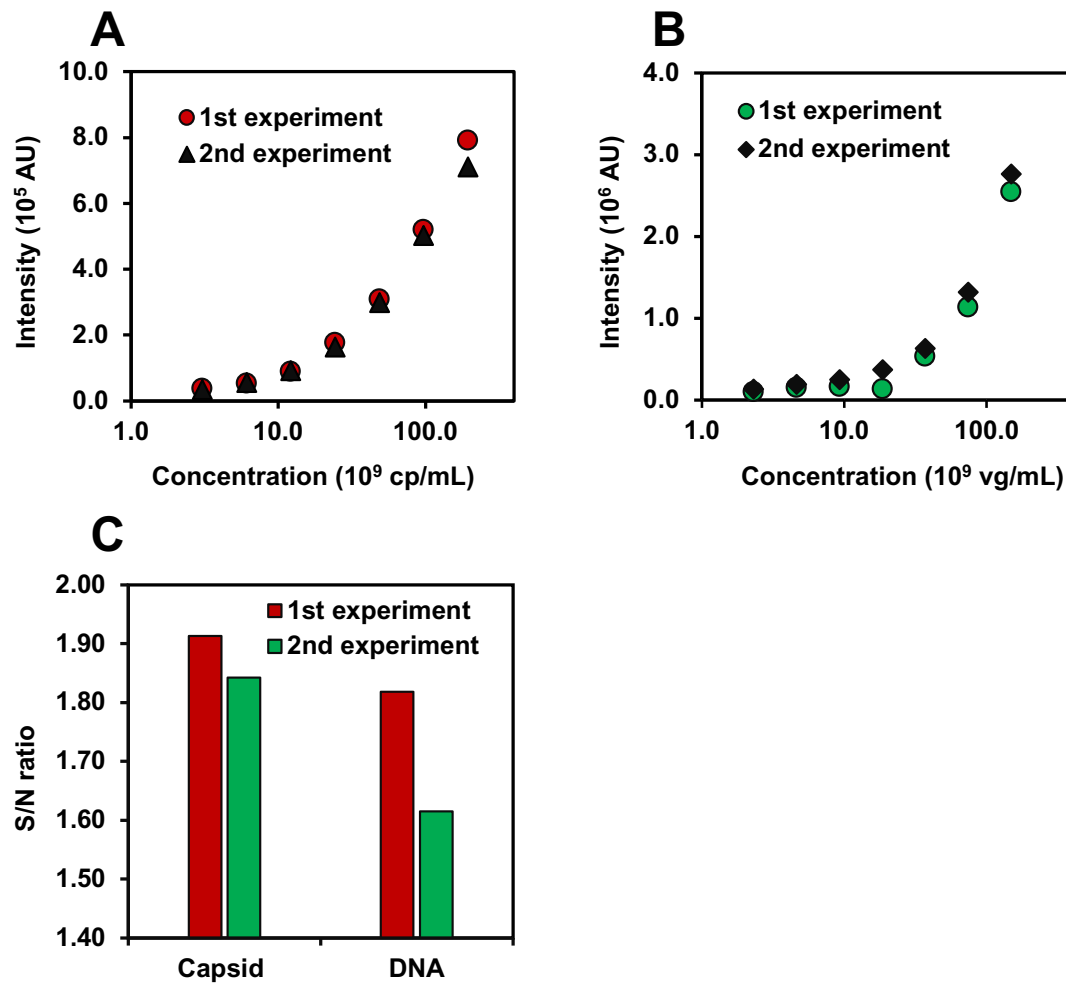 A
10.0
8.0
6.0
4.0
2.0
0.0
Intensity (10⁵ AU)
1st experiment
2nd experiment
1.0 10.0 100.0
Concentration (10⁹ cp/mL)
B
4.0
3.0
2.0
1.0
0.0
Intensity (10⁶ AU)
1st experiment
2nd experiment
1.0 10.0 100.0
Concentration (10⁹ vg/mL)
C
2.00
1.90
1.80
1.70
1.60
1.50
1.40
S/N ratio
1st experiment
2nd experiment
Capsid DNA